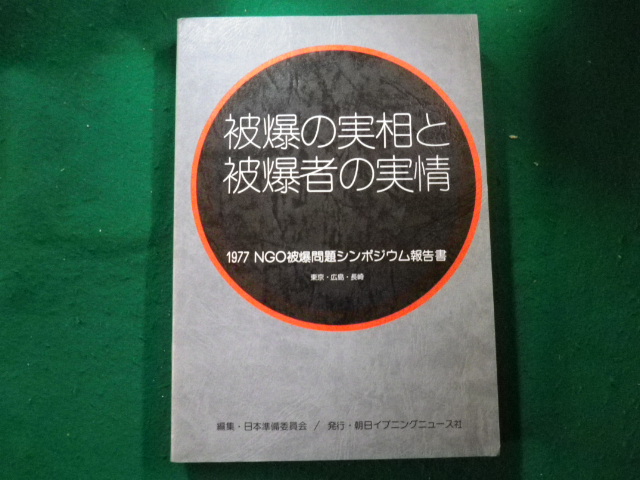 被爆の実相と
被爆者の実情
1977 NGO被爆問題シンポジウム報告書
東京・広島・長崎
編集・日本準備委員会 / 発行・朝日イブニングニュース社